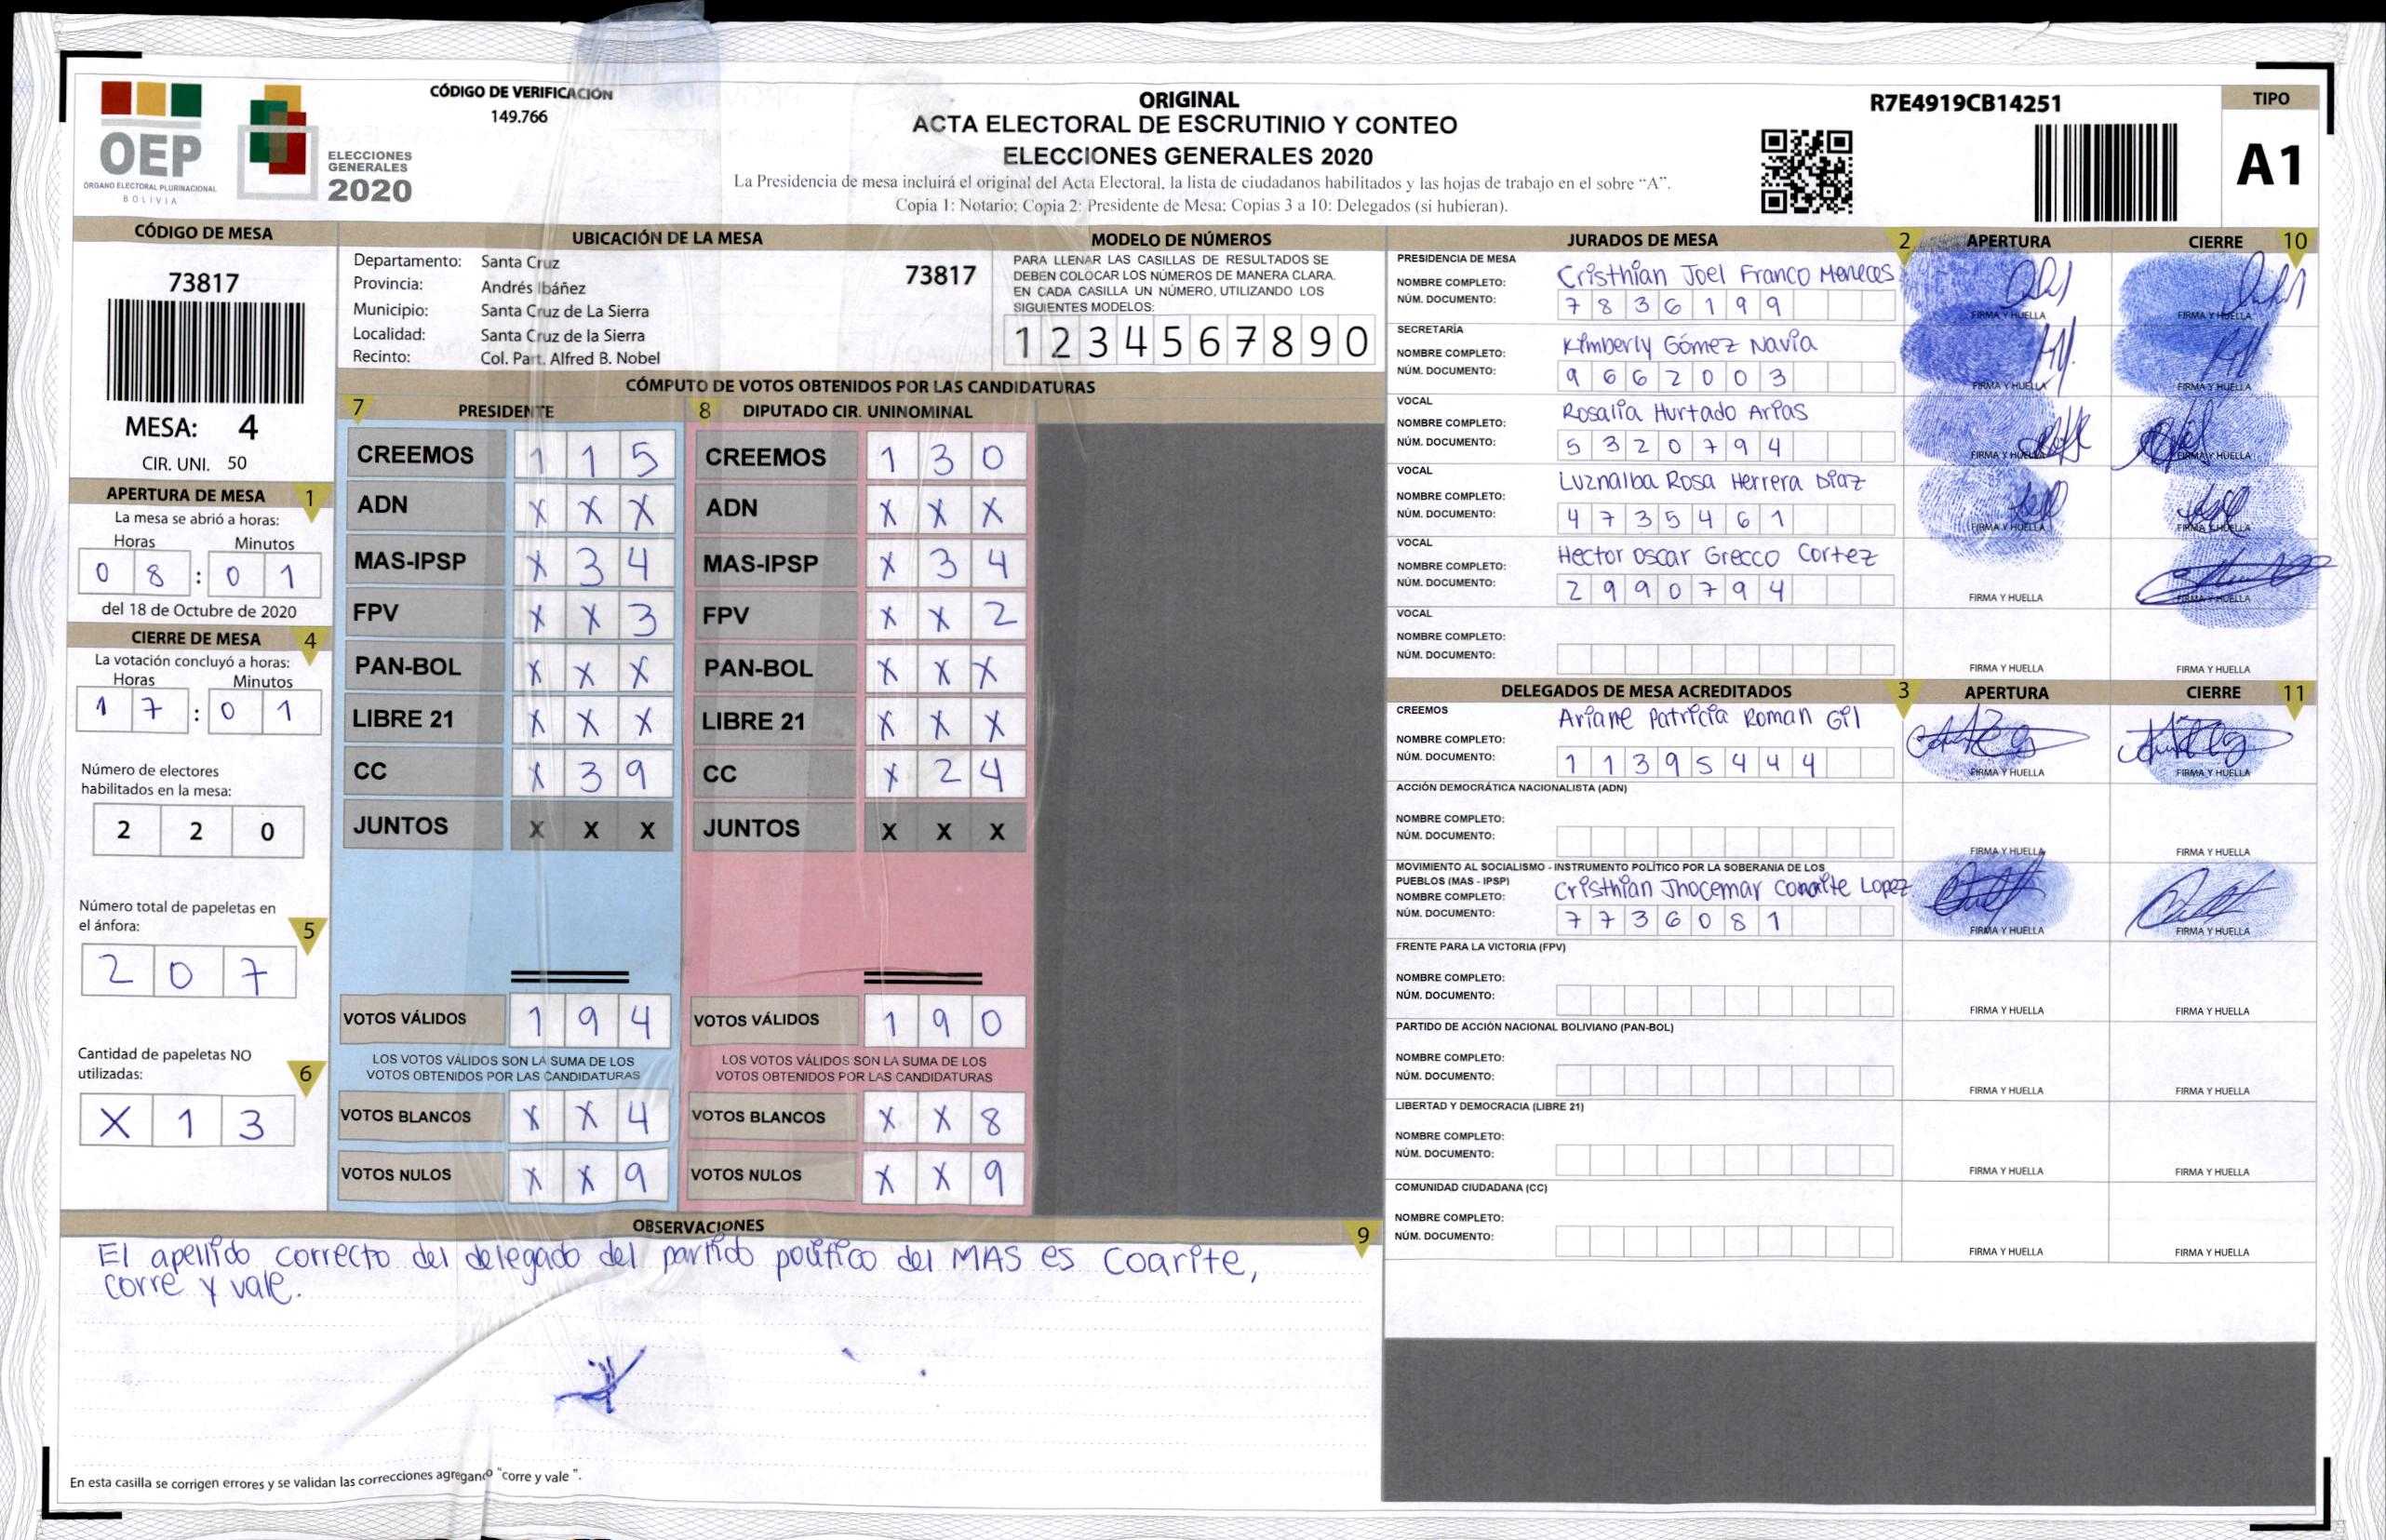 CÓDIGO DE VERIFICACIÓN
149.766
OEP
ÓRGANO ELECTORAL PLURINACIONAL
BOLIVIA
ELECCIONES
GENERALES
2020
ORIGINAL
ACTA ELECTORAL DE ESCRUTINIO Y CONTEO
ELECCIONES GENERALES 2020
La Presidencia de mesa incluirá el original del Acta Electoral, la lista de ciudadanos habilitados y las hojas de trabajo en el sobre “A”.
Copia 1: Notario; Copia 2: Presidente de Mesa; Copias 3 a 10: Delegados (si hubieran).
R7E4919CB14251
TIPO
A1
CÓDIGO DE MESA
73817
MESA: 4
CIR. UNI. 50
APERTURA DE MESA 1
La mesa se abrió a horas:
Horas Minutos
0 8 : 0 1
del 18 de Octubre de 2020
CIERRE DE MESA 4
La votación concluyó a horas:
Horas Minutos
1 7 : 0 1
Número de electores
habilitados en la mesa:
2 2 0
Número total de papeletas en
el ánfora: 5
2 0 7
Cantidad de papeletas NO
utilizadas: 6
X 1 3
UBICACIÓN DE LA MESA
Departamento: Santa Cruz 73817
Provincia: Andrés Ibáñez
Municipio: Santa Cruz de La Sierra
Localidad: Santa Cruz de la Sierra
Recinto: Col. Part. Alfred B. Nobel
MODELO DE NÚMEROS
PARA LLENAR LAS CASILLAS DE RESULTADOS SE
DEBEN COLOCAR LOS NÚMEROS DE MANERA CLARA.
EN CADA CASILLA UN NÚMERO, UTILIZANDO LOS
SIGUIENTES MODELOS:
1 2 3 4 5 6 7 8 9 0
CÓMPUTO DE VOTOS OBTENIDOS POR LAS CANDIDATURAS
7 PRESIDENTE
CREEMOS 1 1 5
ADN X X X
MAS-IPSP X 3 4
FPV X X 3
PAN-BOL X X X
LIBRE 21 X X X
CC X 3 9
JUNTOS X X X
VOTOS VÁLIDOS 1 9 4
LOS VOTOS VÁLIDOS SON LA SUMA DE LOS
VOTOS OBTENIDOS POR LAS CANDIDATURAS
VOTOS BLANCOS X X 4
VOTOS NULOS X X 9
8 DIPUTADO CIR. UNINOMINAL
CREEMOS 1 3 0
ADN X X X
MAS-IPSP X 3 4
FPV X X 2
PAN-BOL X X X
LIBRE 21 X X X
CC X 2 4
JUNTOS X X X
VOTOS VÁLIDOS 1 9 0
LOS VOTOS VÁLIDOS SON LA SUMA DE LOS
VOTOS OBTENIDOS POR LAS CANDIDATURAS
VOTOS BLANCOS X X 8
VOTOS NULOS X X 9
OBSERVACIONES 9
El apellido correcto del delegado del partido político del MAS es Coarite,
corre y vale.
En esta casilla se corrigen errores y se validan las correcciones agregando "corre y vale ".
JURADOS DE MESA 2 APERTURA CIERRE 10
PRESIDENCIA DE MESA
NOMBRE COMPLETO: Cristhian Joel Franco Meneces
NÚM. DOCUMENTO: 7 8 3 6 1 9 9
FIRMA Y HUELLA FIRMA Y HUELLA
SECRETARÍA
NOMBRE COMPLETO: Kimberly Gómez Navia
NÚM. DOCUMENTO: 9 6 6 2 0 0 3
FIRMA Y HUELLA FIRMA Y HUELLA
VOCAL
NOMBRE COMPLETO: Rosalía Hurtado Arias
NÚM. DOCUMENTO: 5 3 2 0 7 9 4
FIRMA Y HUELLA FIRMA Y HUELLA
VOCAL
NOMBRE COMPLETO: Luznalba Rosa Herrera Diaz
NÚM. DOCUMENTO: 4 7 3 5 4 6 1
FIRMA Y HUELLA FIRMA Y HUELLA
VOCAL
NOMBRE COMPLETO: Hector Oscar Grecco Cortez
NÚM. DOCUMENTO: 2 9 9 0 7 9 4
FIRMA Y HUELLA FIRMA Y HUELLA
VOCAL
NOMBRE COMPLETO:
NÚM. DOCUMENTO:
FIRMA Y HUELLA FIRMA Y HUELLA
DELEGADOS DE MESA ACREDITADOS 3 APERTURA CIERRE 11
CREEMOS
NOMBRE COMPLETO: Ariane Patricia Roman Gil
NÚM. DOCUMENTO: 1 1 3 9 5 4 4 4
FIRMA Y HUELLA FIRMA Y HUELLA
ACCIÓN DEMOCRÁTICA NACIONALISTA (ADN)
NOMBRE COMPLETO:
NÚM. DOCUMENTO:
FIRMA Y HUELLA FIRMA Y HUELLA
MOVIMIENTO AL SOCIALISMO - INSTRUMENTO POLÍTICO POR LA SOBERANIA DE LOS
PUEBLOS (MAS - IPSP)
NOMBRE COMPLETO: Cristhian Jhocemar Lopez
NÚM. DOCUMENTO: 7 7 3 6 0 8 1
FIRMA Y HUELLA FIRMA Y HUELLA
FRENTE PARA LA VICTORIA (FPV)
NOMBRE COMPLETO:
NÚM. DOCUMENTO:
FIRMA Y HUELLA FIRMA Y HUELLA
PARTIDO DE ACCIÓN NACIONAL BOLIVIANO (PAN-BOL)
NOMBRE COMPLETO:
NÚM. DOCUMENTO:
FIRMA Y HUELLA FIRMA Y HUELLA
LIBERTAD Y DEMOCRACIA (LIBRE 21)
NOMBRE COMPLETO:
NÚM. DOCUMENTO:
FIRMA Y HUELLA FIRMA Y HUELLA
COMUNIDAD CIUDADANA (CC)
NOMBRE COMPLETO:
NÚM. DOCUMENTO:
FIRMA Y HUELLA FIRMA Y HUELLA